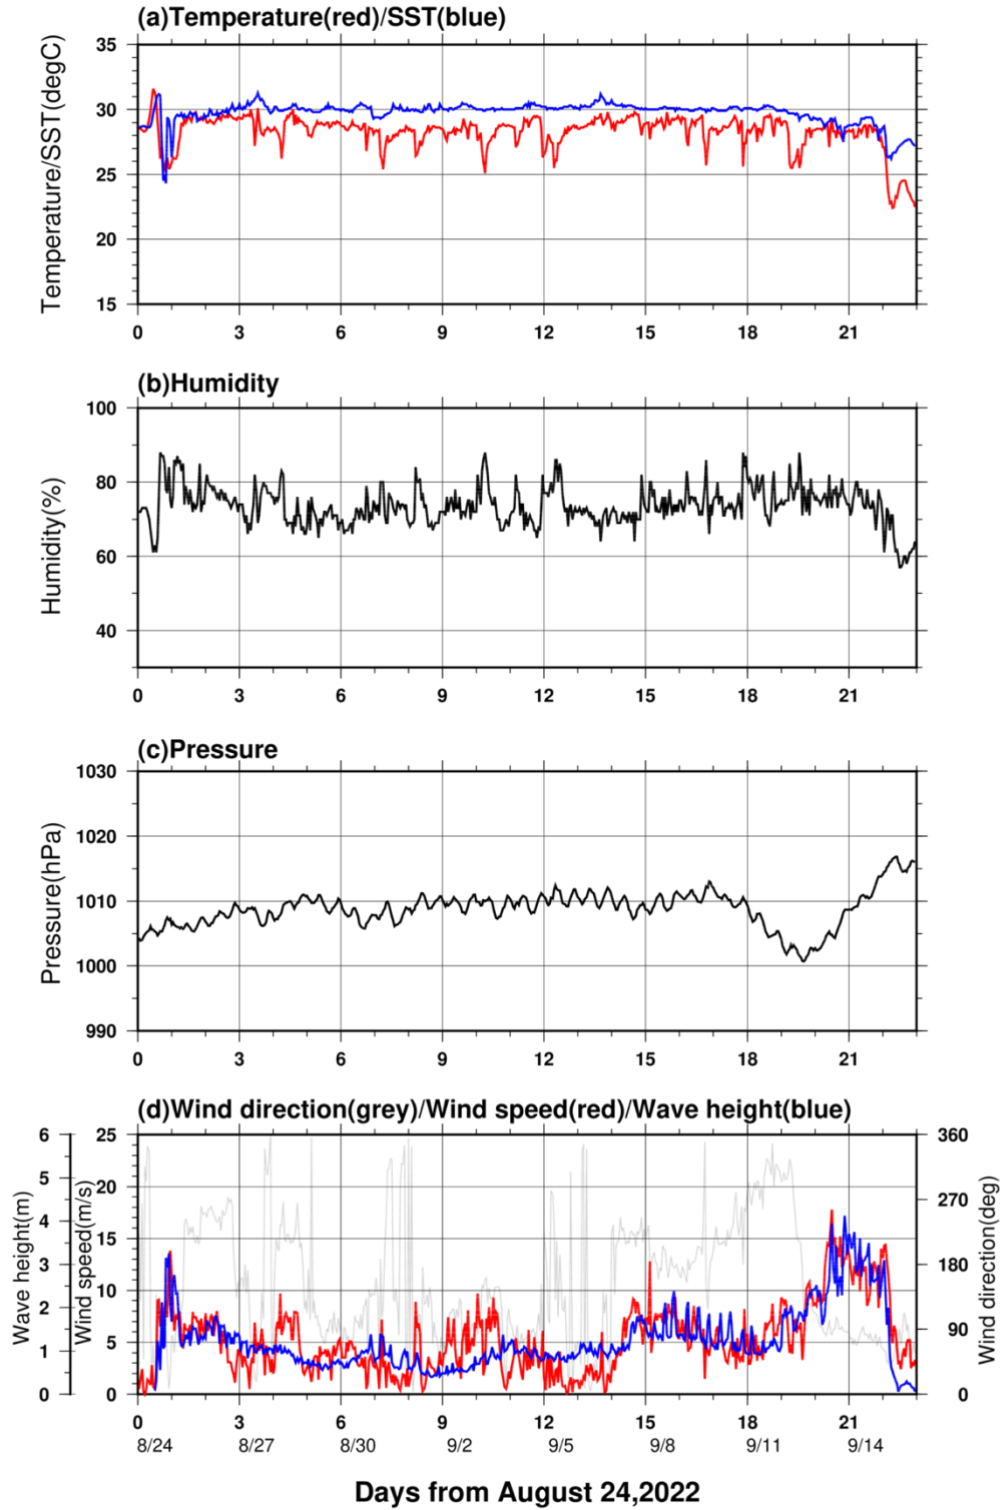 (a)Temperature(red)/SST(blue)
Temperature/SST(degC)
35
30
25
20
15
0 3 6 9 12 15 18 21
(b)Humidity
Humidity(%)
100
80
60
40
0 3 6 9 12 15 18 21
(c)Pressure
Pressure(hPa)
1030
1020
1010
1000
990
0 3 6 9 12 15 18 21
(d)Wind direction(grey)/Wind speed(red)/Wave height(blue)
Wave height(m)
6
5
4
3
2
1
0
Wind speed(m/s)
25
20
15
10
5
0
Wind direction(deg)
360
270
180
90
0
0 3 6 9 12 15 18 21
8/24 8/27 8/30 9/2 9/5 9/8 9/11 9/14
Days from August 24,2022